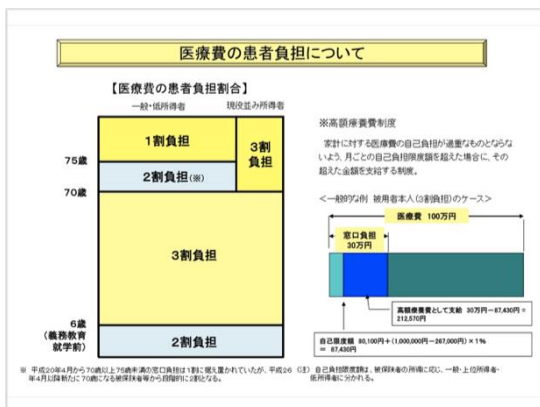 医療費の患者負担について
【医療費の患者負担割合】
一般・低所得者
現役並み所得者
1割負担
3割
負担
75歳
2割負担(※)
70歳
3割負担
6歳
(義務教育
就学前)
2割負担
※ 平成20年4月から70歳以上75歳未満の窓口負担は1割に据え置かれていたが、平成26
年4月以降新たに70歳になる被保険者等から段階的に2割となる。
※高額療養費制度
家計に対する医療費の自己負担が過重なものとならな
いよう、月ごとの自己負担限度額を超えた場合に、その
超えた金額を支給する制度。
<一般的な例 被用者本人(3割負担)のケース>
医療費 100万円
窓口負担
30万円
高額療養費として支給 30万円-87,430円 =
212,570円
自己限度額 80,100円+(1,000,000円-267,000円)×1%
= 87,430円
(注) 自己負担限度額は、被保険者の所得に応じ、一般・上位所得者・
低所得者に分かれる。